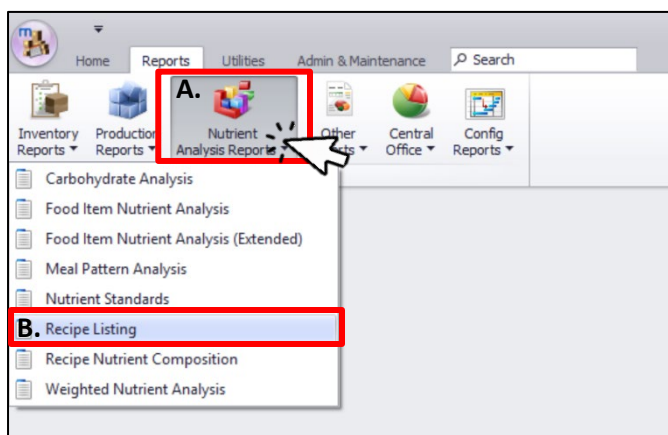 m
Home Reports Utilities Admin & Maintenance Search
A.
Inventory Reports Production Reports Nutrient Analysis Reports Other Central Office Config Reports
Carbohydrate Analysis
Food Item Nutrient Analysis
Food Item Nutrient Analysis (Extended)
Meal Pattern Analysis
Nutrient Standards
B. Recipe Listing
Recipe Nutrient Composition
Weighted Nutrient Analysis